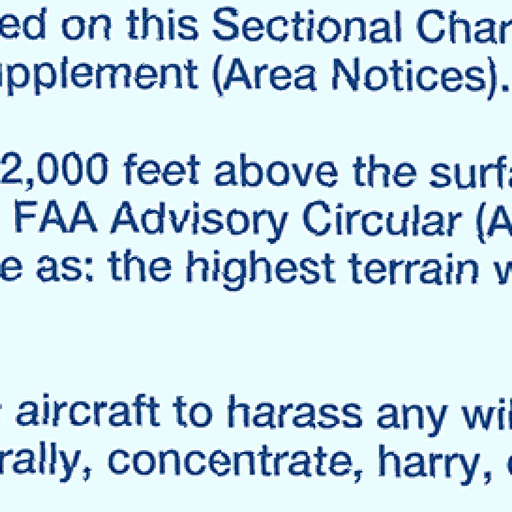 ed on this Sectional Char
upplement (Area Notices).
2,000 feet above the surfa
FAA Advisory Circular (A
e as: the highest terrain w
aircraft to harass any wil
rally, concentrate, harry,